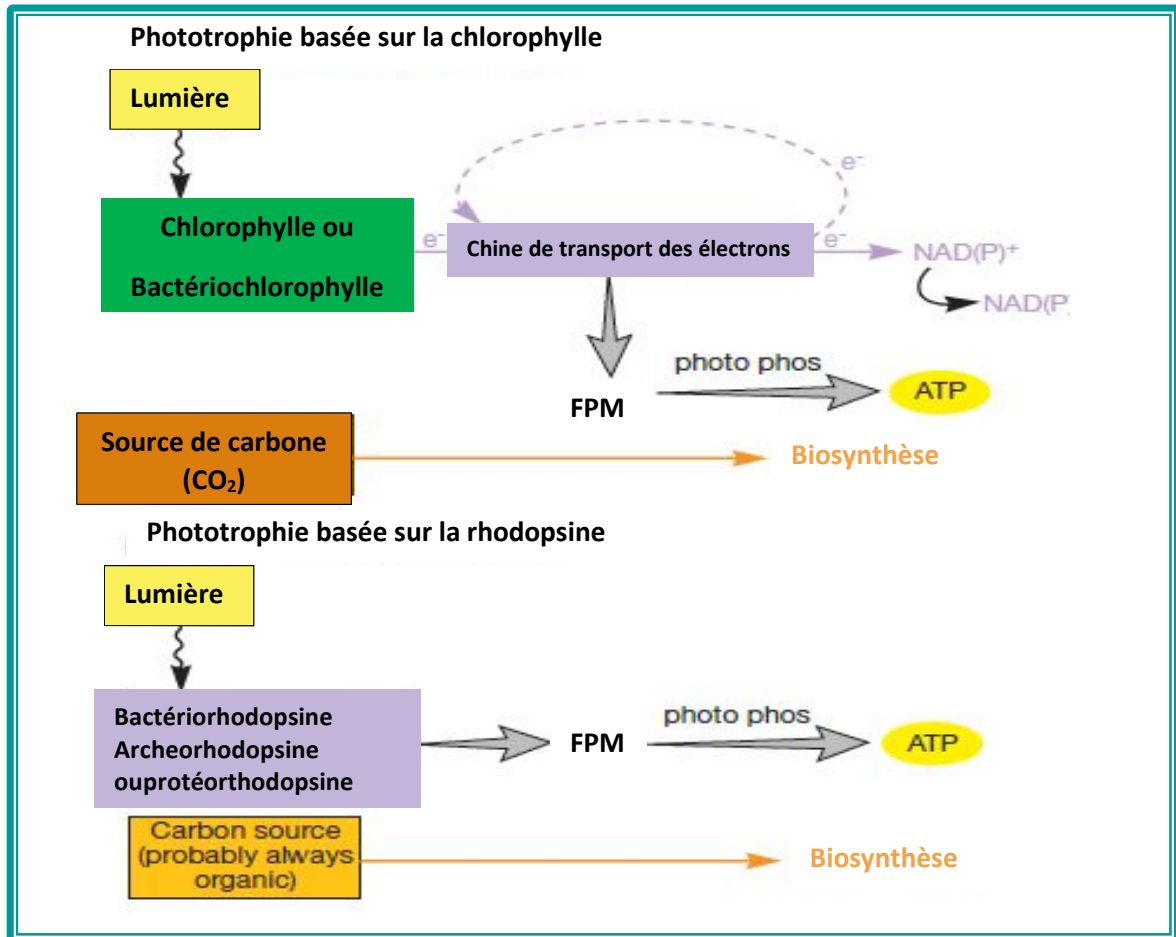 Phototrophie basée sur la chlorophylle
Lumière
Chlorophylle ou
Bactériochlorophylle
e-
Chine de transport des électrons
e-
e-
NAD(P)+
NAD(P
photo phos
FPM
ATP
Source de carbone
(CO₂)
Biosynthèse
Phototrophie basée sur la rhodopsine
Lumière
Bactériorhodopsine
Archeorhodopsine
ouprotéorthodopsine
FPM
photo phos
ATP
Carbon source
(probably always
organic)
Biosynthèse